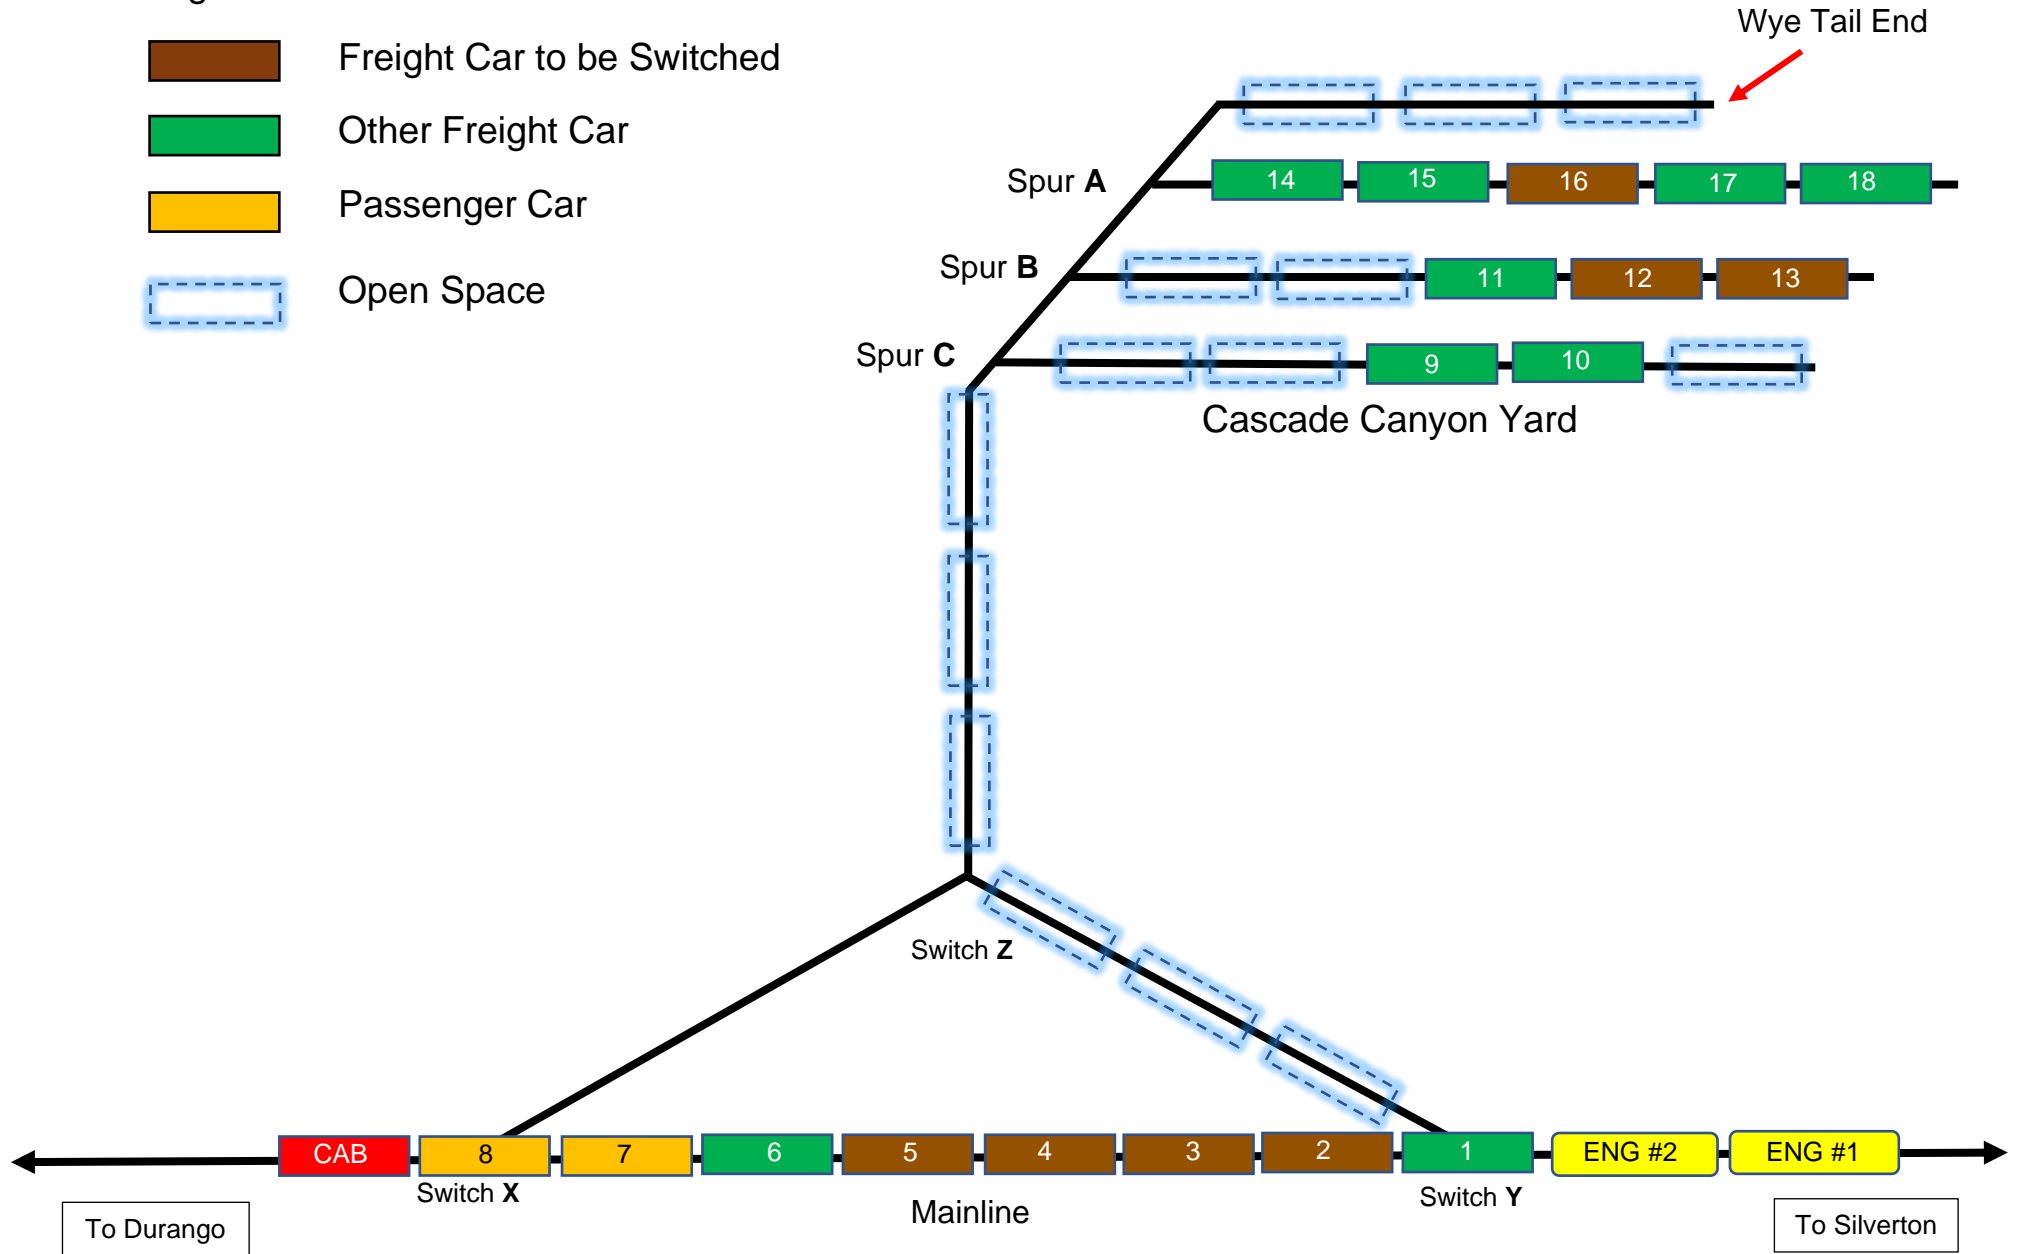 Wye Tail End
Freight Car to be Switched
Other Freight Car
Passenger Car
Open Space
Spur A
14 15 16 17 18
Spur B
11 12 13
Spur C
9 10
Cascade Canyon Yard
Switch Z
CAB 8 7 6 5 4 3 2 1 ENG #2 ENG #1
Switch X
Switch Y
Mainline
To Durango
To Silverton